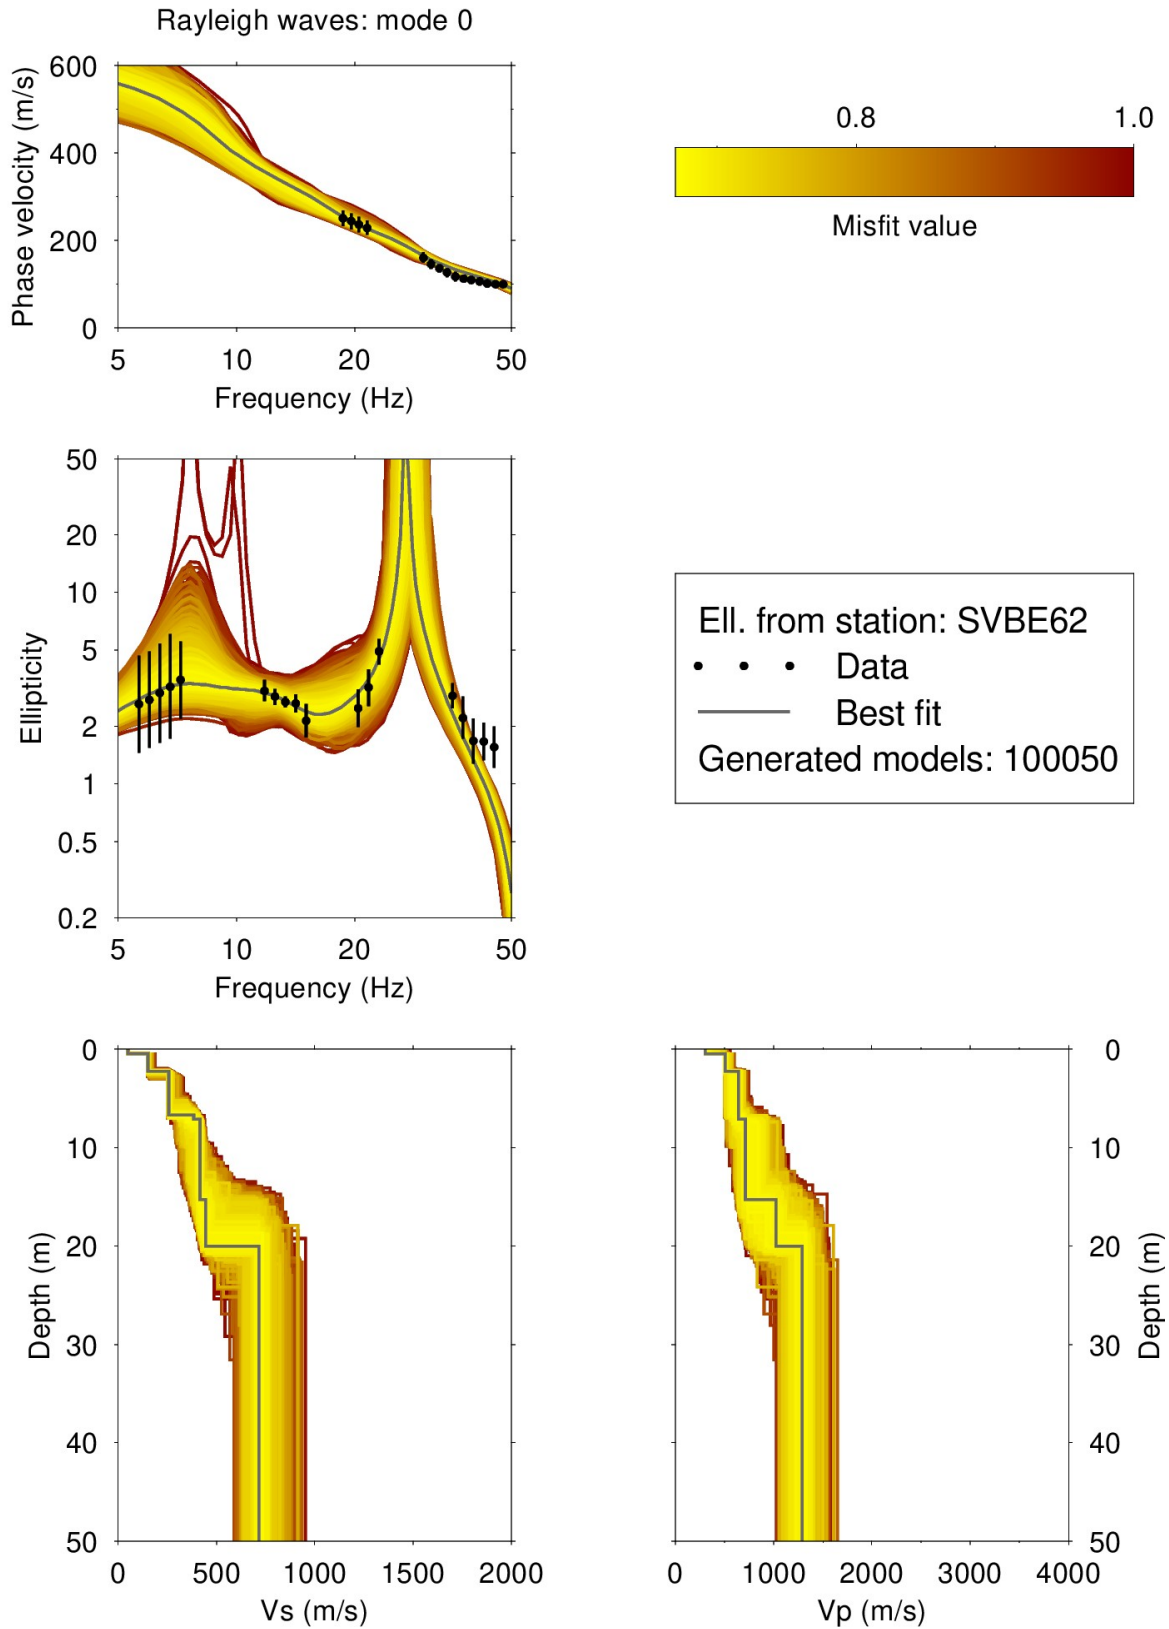 Rayleigh waves: mode 0
600
400
200
0
Phase velocity (m/s)
5 10 20 50
Frequency (Hz)
0.8 1.0
Misfit value
50
20
10
5
2
1
0.5
0.2
Ellipticity
5 10 20 50
Frequency (Hz)
Ell. from station: SVBE62
Data
Best fit
Generated models: 100050
0
10
20
30
40
50
Depth (m)
0 500 1000 1500 2000
Vs (m/s)
0
10
20
30
40
50
Depth (m)
0 1000 2000 3000 4000
Vp (m/s)